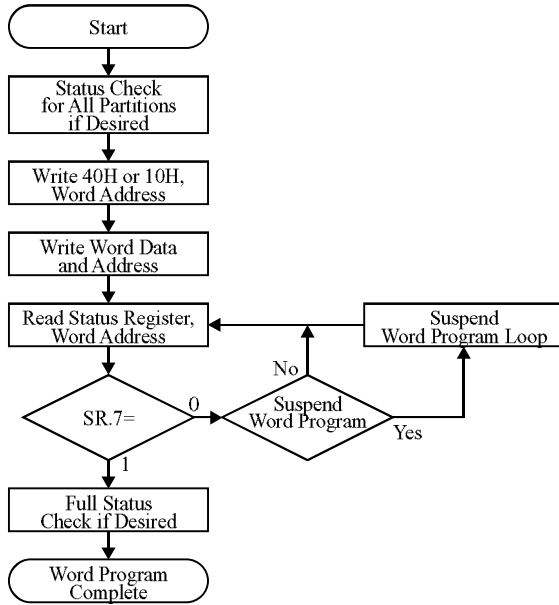 Start
Status Check
for All Partitions
if Desired
Write 40H or 10H,
Word Address
Write Word Data
and Address
Read Status Register,
Word Address
Suspend
Word Program Loop
No
SR.7=
0
Suspend
Word Program
Yes
1
Full Status
Check if Desired
Word Program
Complete